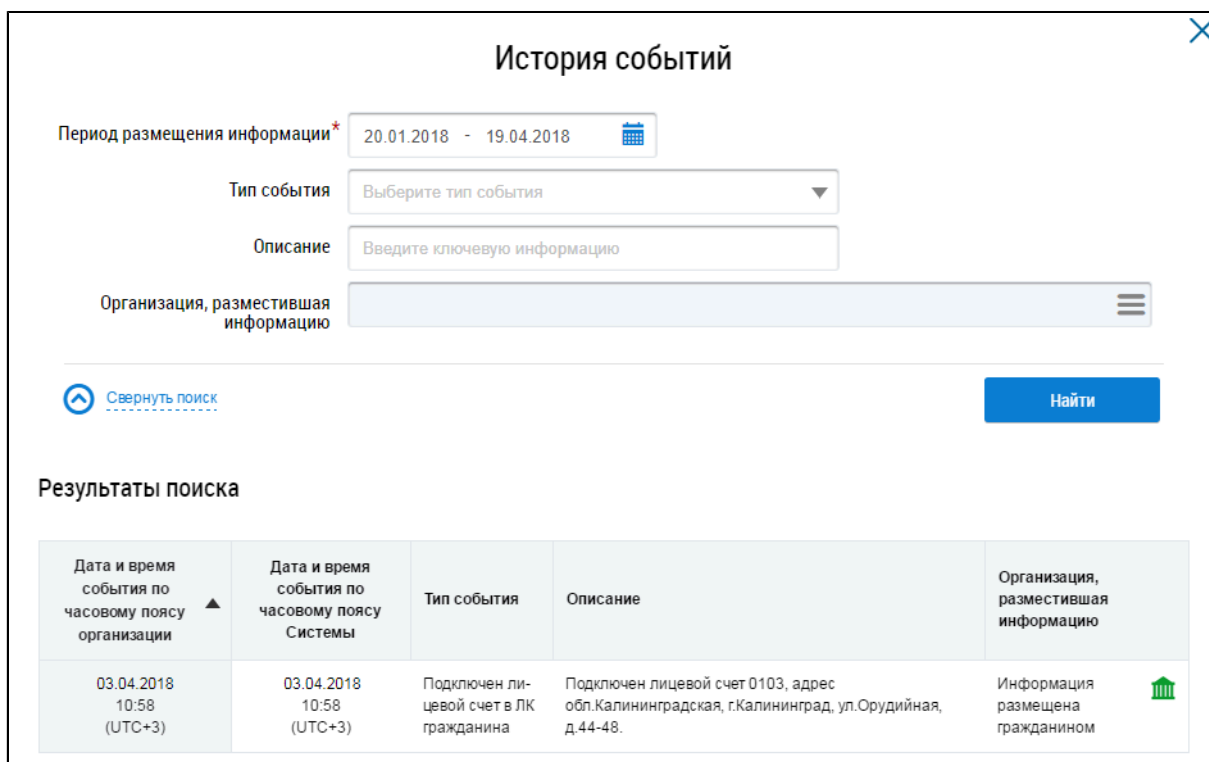 История событий
Период размещения информации*
20.01.2018 - 19.04.2018
Тип события
Выберите тип события
Описание
Введите ключевую информацию
Организация, разместившая
информацию
Свернуть поиск
Найти
Результаты поиска
Дата и время
события по
часовому поясу
организации
Дата и время
события по
часовому поясу
Системы
Тип события
Описание
Организация,
разместившая
информацию
03.04.2018
10:58
(UTC+3)
03.04.2018
10:58
(UTC+3)
Подключен ли-
цевой счет в ЛК
гражданина
Подключен лицевой счет 0103, адрес
обл.Калининградская, г.Калининград, ул.Орудийная,
д.44-48.
Информация
размещена
гражданином